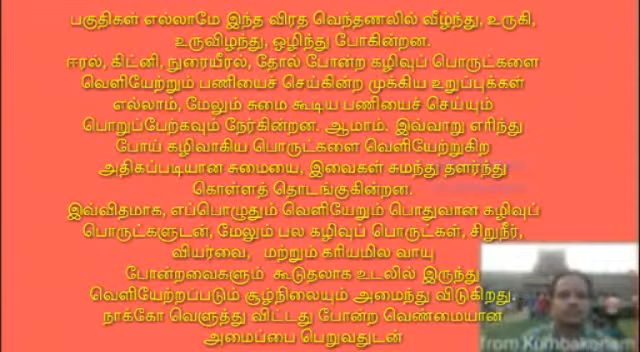 பகுதிகள் எல்லாமே இந்த விரத வெந்தணலில் வீழ்ந்து, உருகி,
உருவிழந்து, ஒழிந்து போகின்றன.
ஈரல், கிட்னி, நுரையீரல், தோல் போன்ற கழிவுப் பொருட்களை
வெளியேற்றும் பணியைச் செய்கின்ற முக்கிய உறுப்புக்கள்
எல்லாம், மேலும் சுமை கூடிய பணியைச் செய்யும்
பொறுப்பேற்கவும் நேர்கின்றன. ஆமாம். இவ்வாறு எரிந்து
போய் கழிவாகிய பொருட்களை வெளியேற்றுகிற
அதிகப்படியான சுமையை, இவைகள் சுமந்து தளர்ந்து
கொள்ளத் தொடங்குகின்றன.
இவ்விதமாக, எப்பொழுதும் வெளியேறும் பொதுவான கழிவுப்
பொருட்களுடன், மேலும் பல கழிவுப் பொருட்கள், சிறுநீர்,
வியர்வை, மற்றும் கரியமில வாயு
போன்றவைகளும் கூடுதலாக உடலில் இருந்து
வெளியேற்றப்படும் சூழ்நிலையும் அமைந்து விடுகிறது.
நாக்கோ வெளுத்து விட்டது போன்ற வெண்மையான
அமைப்பை பெறுவதுடன்
from Kumbakonam